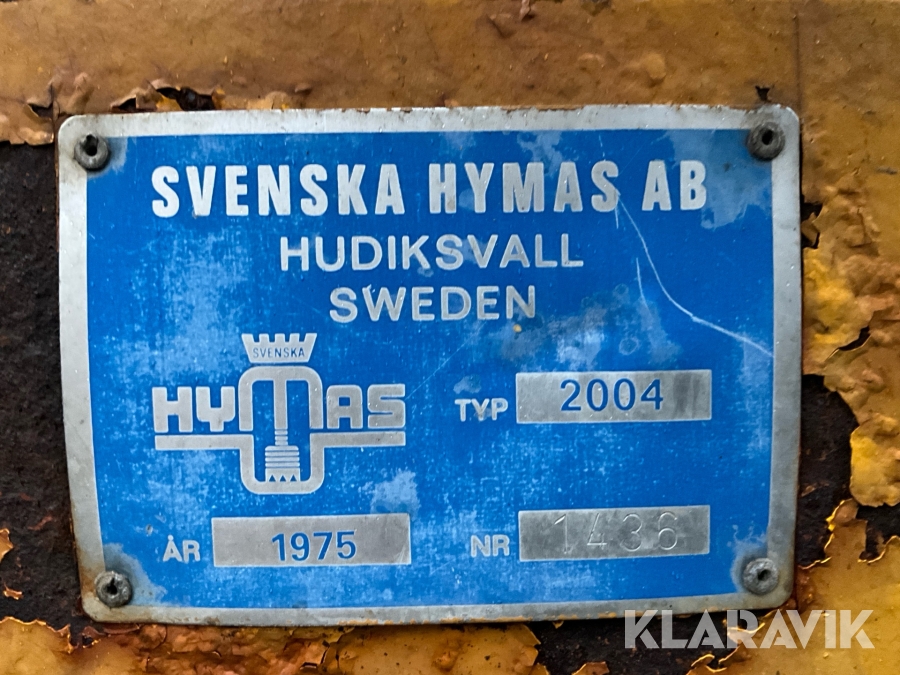 SVENSKA HYMAS AB
HUDIKSVALL
SWEDEN
SVENSKA
HYMAS
TYP 2004
ÅR 1975 NR 1436
KLARAVIK